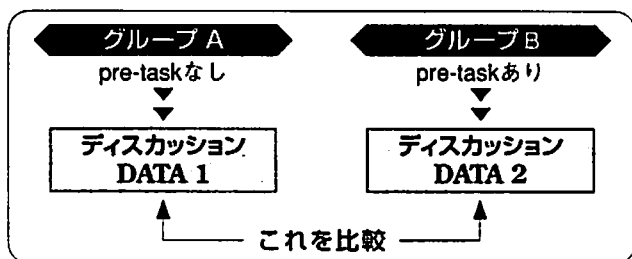 グループA
pre-taskなし
ディスカッション
DATA 1
グループB
pre-taskあり
ディスカッション
DATA 2
これを比較